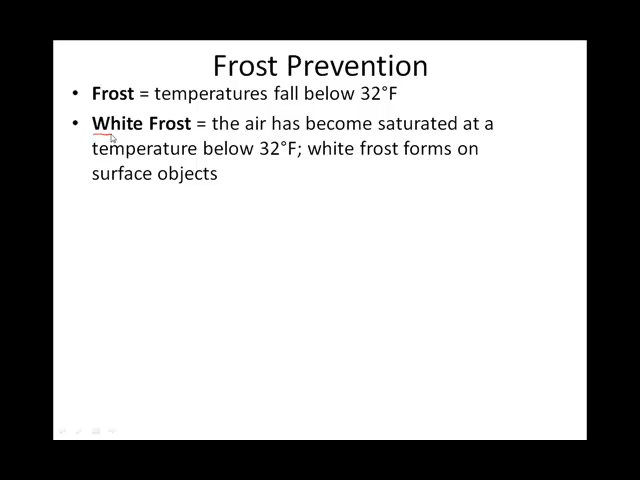 Frost Prevention
• Frost = temperatures fall below 32°F
• White Frost = the air has become saturated at a
temperature below 32°F; white frost forms on
surface objects